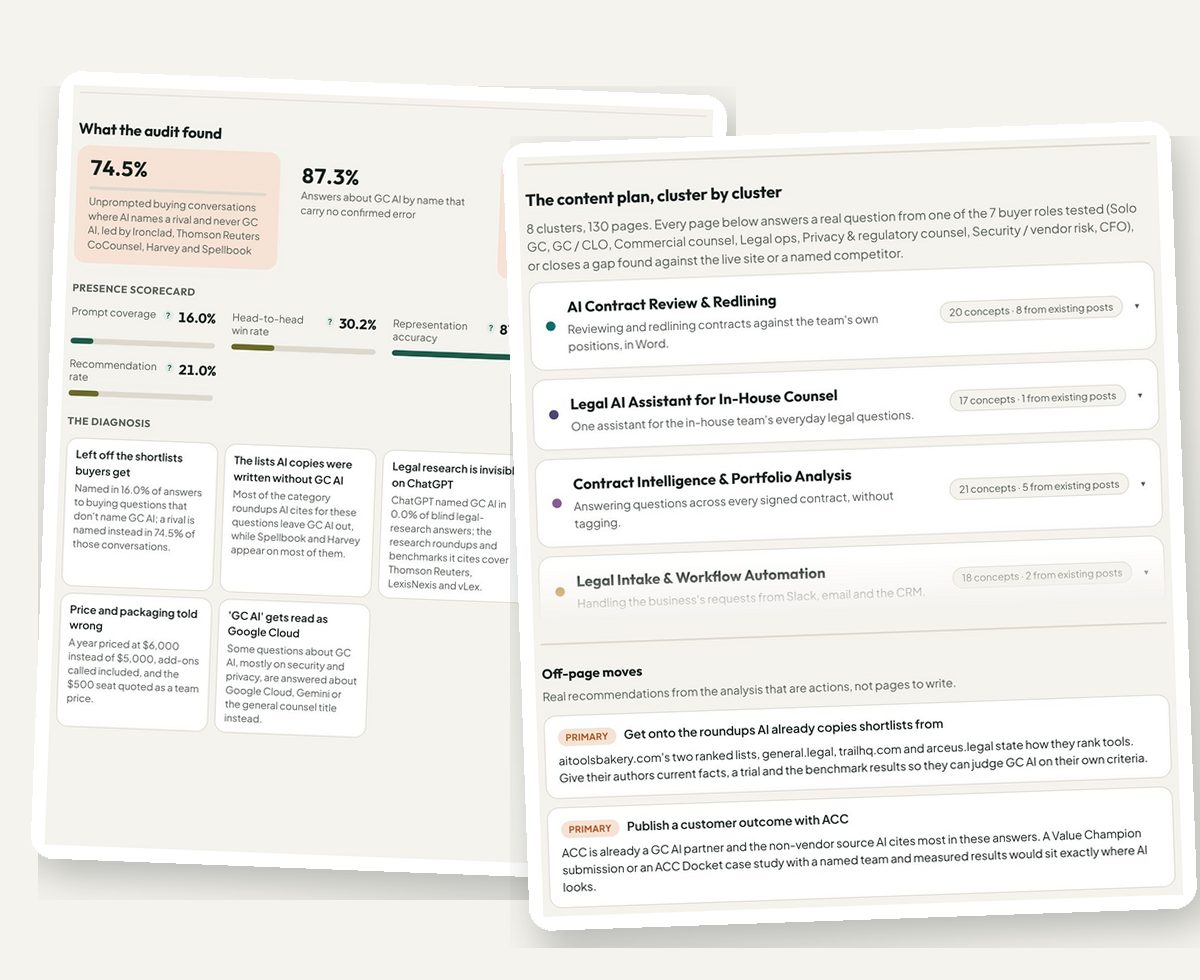 What the audit found
74.5%
Unprompted buying conversations
where AI names a rival and never GC
AI, led by Ironclad, Thomson Reuters
CoCounsel, Harvey and Spellbook
87.3%
Answers about GC AI by name that
carry no confirmed error
PRESENCE SCORECARD
Prompt coverage ? 16.0%
Head-to-head
win rate
? 30.2%
Representation
accuracy
? 8
Recommendation
rate
? 21.0%
THE DIAGNOSIS
Left off the shortlists
buyers get
Named in 16.0% of answers
to buying questions that
don't name GC AI; a rival is
named instead in 74.5% of
those conversations.
The lists AI copies were
written without GC AI
Most of the category
roundups AI cites for these
questions leave GC AI out,
while Spellbook and Harvey
appear on most of them.
Legal research is invisibl
on ChatGPT
ChatGPT named GC AI in
0.0% of blind legal-
research answers; the
research roundups and
benchmarks it cites cover
Thomson Reuters,
LexisNexis and vLex.
Price and packaging told
wrong
A year priced at $6,000
instead of $5,000, add-ons
called included, and the
$500 seat quoted as a team
price.
'GC AI' gets read as
Google Cloud
Some questions about GC
AI, mostly on security and
privacy, are answered about
Google Cloud, Gemini or
the general counsel title
instead.
The content plan, cluster by cluster
8 clusters, 130 pages. Every page below answers a real question from one of the 7 buyer roles tested (Solo
GC, GC / CLO, Commercial counsel, Legal ops, Privacy & regulatory counsel, Security / vendor risk, CFO),
or closes a gap found against the live site or a named competitor.
AI Contract Review & Redlining
Reviewing and redlining contracts against the team's own
positions, in Word.
20 concepts · 8 from existing posts
Legal AI Assistant for In-House Counsel
One assistant for the in-house team's everyday legal questions.
17 concepts · 1 from existing posts
Contract Intelligence & Portfolio Analysis
Answering questions across every signed contract, without
tagging.
21 concepts · 5 from existing posts
Legal Intake & Workflow Automation
Handling the business's requests from Slack, email and the CRM.
18 concepts · 2 from existing posts
Off-page moves
Real recommendations from the analysis that are actions, not pages to write.
PRIMARY Get onto the roundups AI already copies shortlists from
aitoolsbakery.com's two ranked lists, general.legal, trailhq.com and arceus.legal state how they rank tools.
Give their authors current facts, a trial and the benchmark results so they can judge GC AI on their own criteria.
PRIMARY Publish a customer outcome with ACC
ACC is already a GC AI partner and the non-vendor source AI cites most in these answers. A Value Champion
submission or an ACC Docket case study with a named team and measured results would sit exactly where AI
looks.